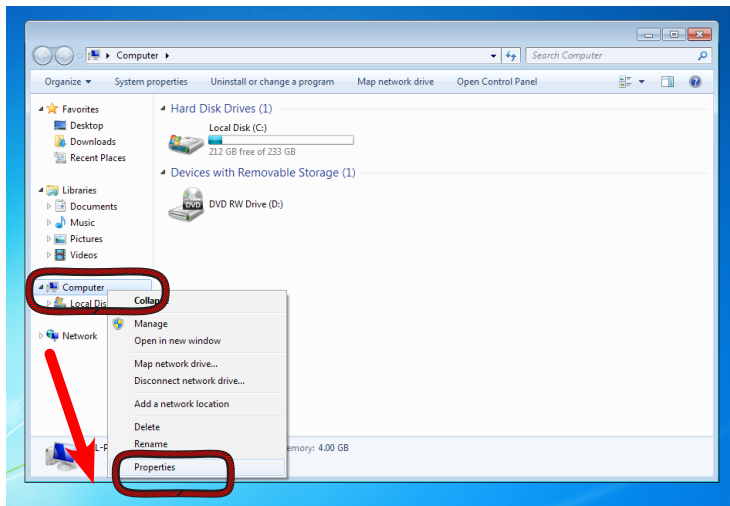 Computer
Search Computer
Organize
System properties
Uninstall or change a program
Map network drive
Open Control Panel
Favorites
Desktop
Downloads
Recent Places
Libraries
Documents
Music
Pictures
Videos
Computer
Local Dis
Network
Hard Disk Drives (1)
Local Disk (C:)
212 GB free of 233 GB
Devices with Removable Storage (1)
DVD
DVD RW Drive (D:)
Manage
Open in new window
Map network drive...
Disconnect network drive...
Add a network location
Delete
Rename
Properties
4.00 GB